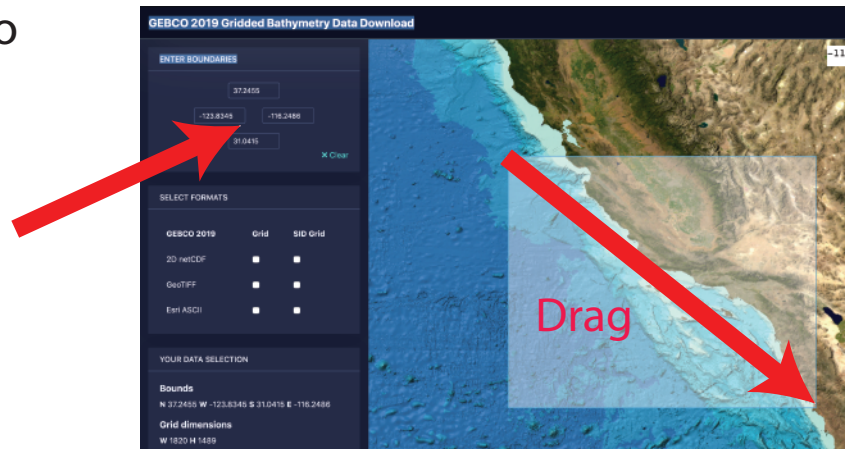 o
GEBCO 2019 Gridded Bathymetry Data Download
ENTER BOUNDARIES
37.2455
-123.8345 -116.2486
31.0415
× Clear
SELECT FORMATS
GEBCO 2019 Grid SID Grid
2D netCDF
GeoTIFF
Esri ASCII
YOUR DATA SELECTION
Bounds
N 37.2455 W -123.8345 S 31.0415 E -116.2486
Grid dimensions
W 1820 H 1489
-11
Drag